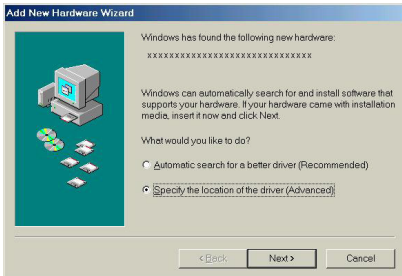 Add New Hardware Wizard
Windows has found the following new hardware:
xxxxxxxxxxxxxxxxxxxxxxxxxxxxxx
Windows can automatically search for and install software that
supports your hardware. If your hardware came with installation
media, insert it now and click Next.
What would you like to do?
Automatic search for a better driver (Recommended)
Specify the location of the driver (Advanced)
< Back
Next >
Cancel